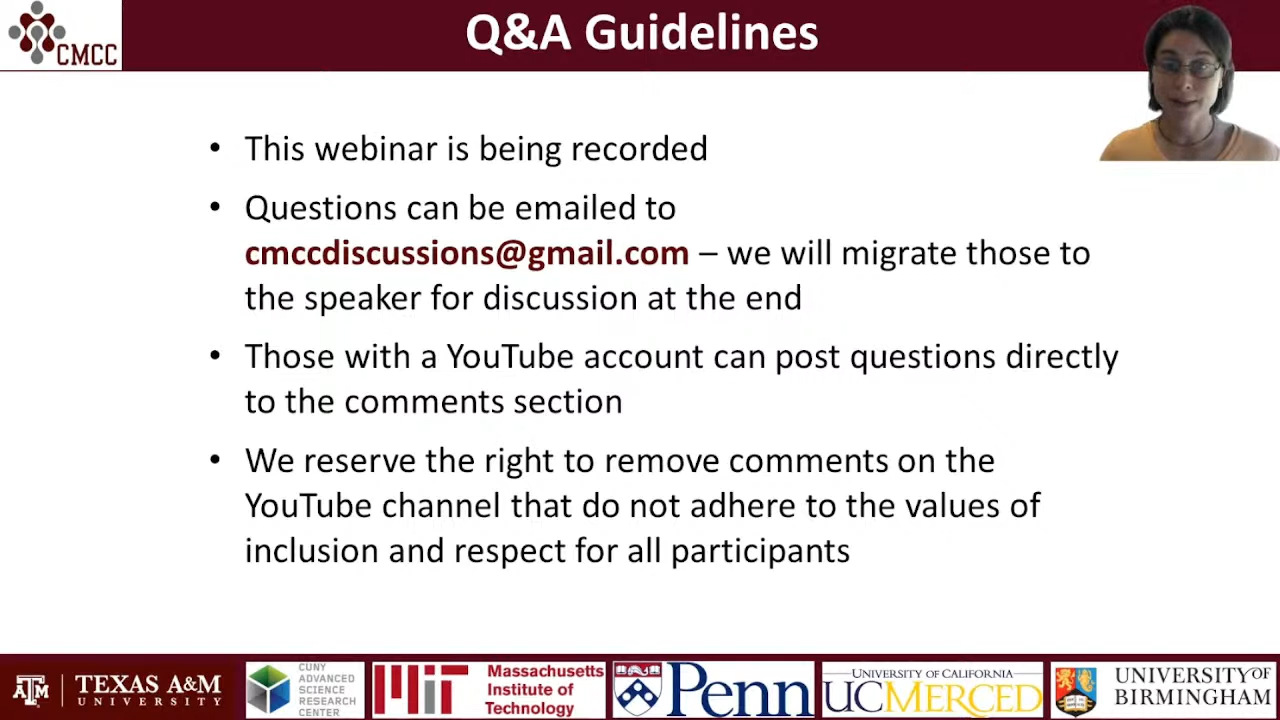 CMCC
Q&A Guidelines
• This webinar is being recorded
• Questions can be emailed to
cmccdiscussions@gmail.com – we will migrate those to
the speaker for discussion at the end
• Those with a YouTube account can post questions directly
to the comments section
• We reserve the right to remove comments on the
YouTube channel that do not adhere to the values of
inclusion and respect for all participants
ATM
TEXAS A&M
UNIVERSITY
CUNY
ADVANCED
SCIENCE
RESEARCH
CENTER
MIT
Massachusetts
Institute of
Technology
Penn
UNIVERSITY OF CALIFORNIA
UCMERCED
UNIVERSITY OF
BIRMINGHAM